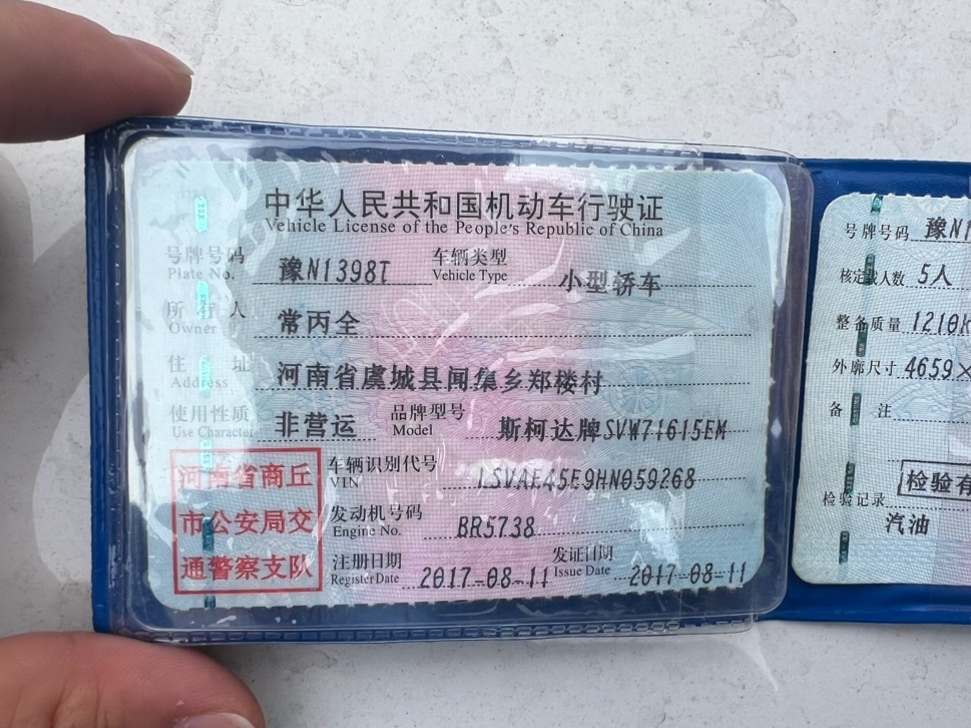 中华人民共和国机动车行驶证
Vehicle License of the People's Republic of China
号牌号码 豫N1398T 车辆类型 小型轿车
Plate No. Vehicle Type
所有人 常丙全
Owner
住址 河南省虞城县闻集乡郑楼村
Address
使用性质 非营运 品牌型号 斯柯达牌SVW71615EM
Use Character Model
河南省商丘
市公安局交
通警察支队
车辆识别代号 LSVAE45E9HN059268
VIN
发动机号码 BR5738
Engine No.
注册日期 2017-08-11 发证日期 2017-08-11
Register Date Issue Date
号牌号码 豫N1
核定载人数 5人
整备质量 1210k
外廓尺寸 4659×
备注
检验记录 检验有
汽油